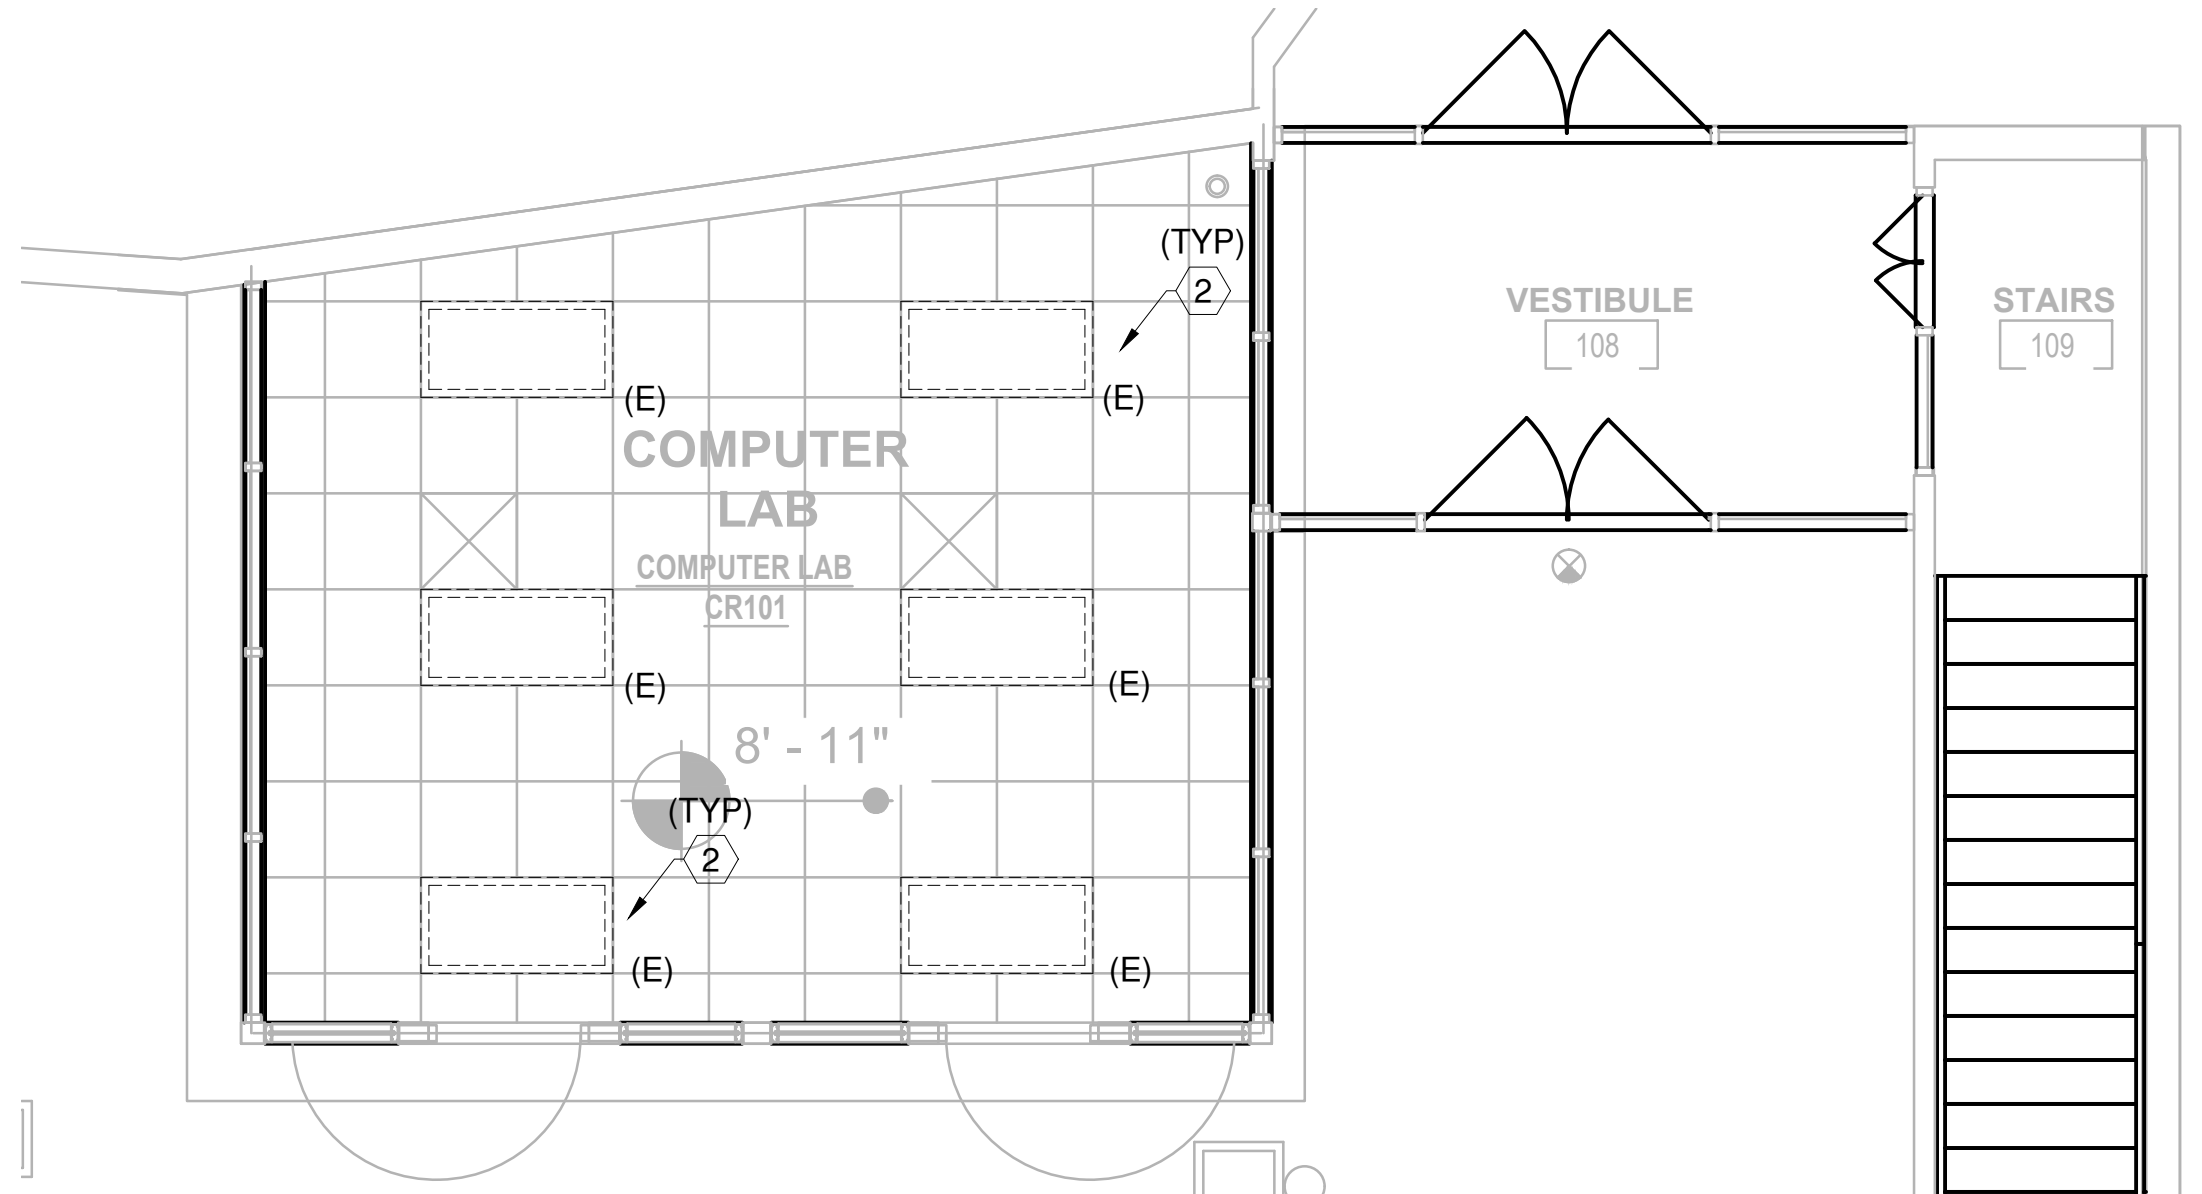 (TYP)
2
VESTIBULE
108
STAIRS
109
(E)
(E)
COMPUTER
LAB
COMPUTER LAB
CR101
(E)
(E)
8' - 11"
(TYP)
2
(E)
(E)